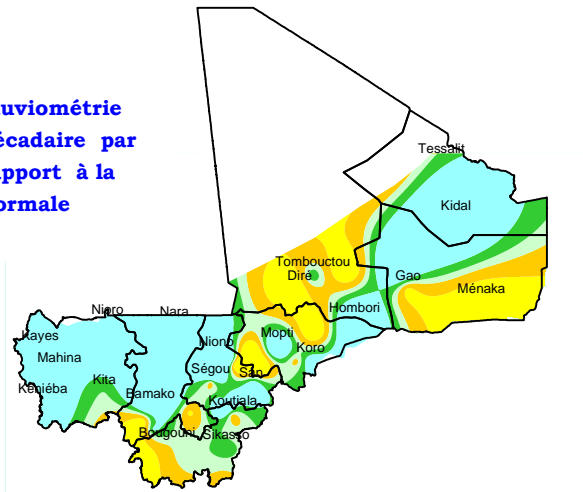 uviométrie
écadaire par
pport à la
ormale
Tessalit
Kidal
Tombouctou
Diré
Gao
Ménaka
Hombori
Nioro
Nara
Mopti
Kayes
Niono
Koro
Mahina
Ségou
San
Kita
Kéniéba
Bamako
Koutiala
Bougouni
Sikasso